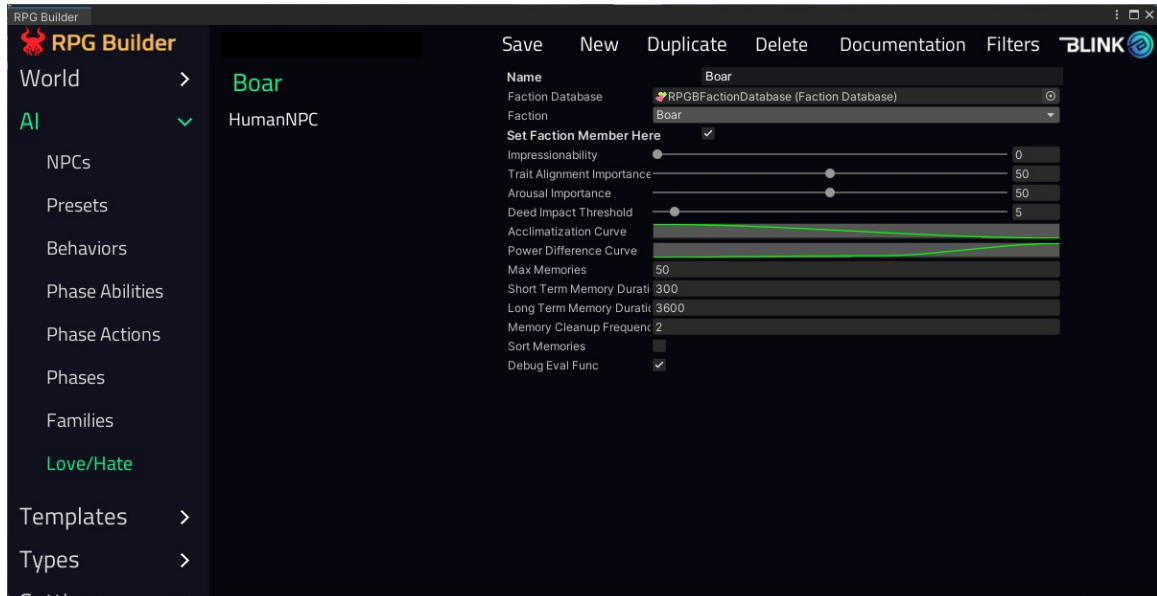 RPG Builder
RPG Builder
Save New Duplicate Delete Documentation Filters BLINK
World
AI
NPCs
Presets
Behaviors
Phase Abilities
Phase Actions
Phases
Families
Love/Hate
Templates
Types
Boar
HumanNPC
Name Boar
Faction Database RPGBFactionDatabase (Faction Database)
Faction Boar
Set Faction Member Here
Impressionability 0
Trait Alignment Importance 50
Arousal Importance 50
Deed Impact Threshold 5
Acclimatization Curve
Power Difference Curve
Max Memories 50
Short Term Memory Durati 300
Long Term Memory Durati 3600
Memory Cleanup Frequenc 2
Sort Memories
Debug Eval Func